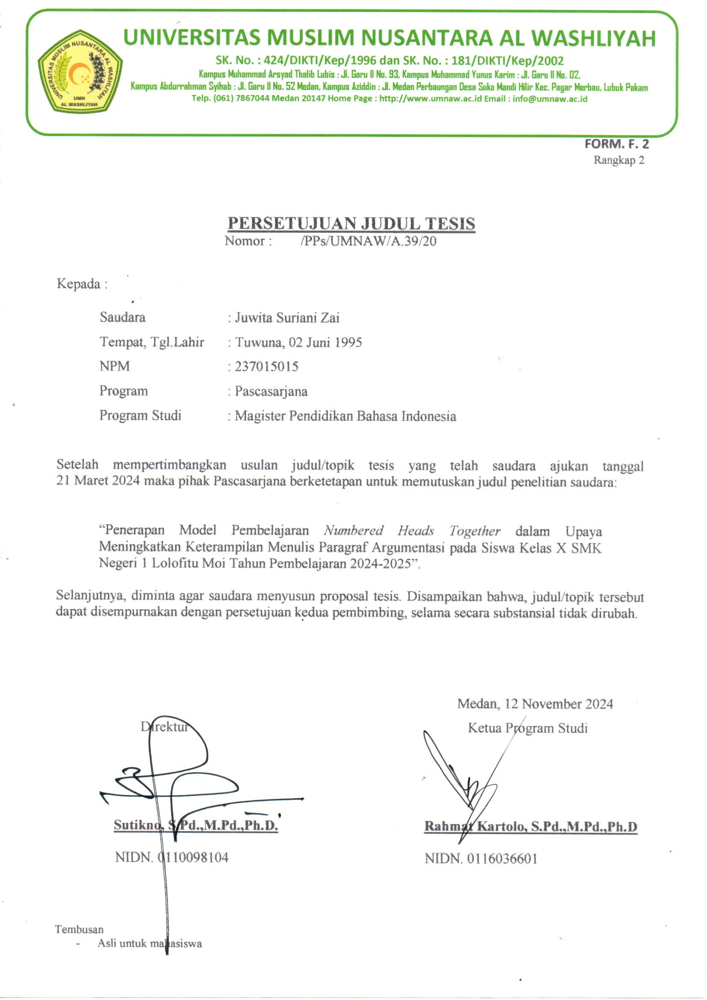 UNIVERSITAS MUSLIM NUSANTARA AL WASHLIYAH
UMN
AL WASHLIYAH
UNIVERSITAS MUSLIM NUSANTARA AL WASHLIYAH
SK. No. : 424/DIKTI/Kep/1996 dan SK. No. : 181/DIKTI/Kep/2002
Kampus Muhammad Arsyad Thalib Lubis : Jl. Garu II No. 93, Kampus Muhammad Yunus Karim : Jl. Garu II No. 02,
Kampus Abdurrahman Syihab : Jl. Garu II No. 52 Medan, Kampus Aziddin : Jl. Medan Perbaungan Desa Suka Mandi Hilir Kec. Pagar Merbau, Lubuk Pakam
Telp. (061) 7867044 Medan 20147 Home Page : http://www.umnaw.ac.id Email : info@umnaw.ac.id
FORM. F. 2
Rangkap 2
PERSETUJUAN JUDUL TESIS
Nomor : /PPs/UMNAW/A.39/20
Kepada :
Saudara : Juwita Suriani Zai
Tempat, Tgl.Lahir : Tuwuna, 02 Juni 1995
NPM : 237015015
Program : Pascasarjana
Program Studi : Magister Pendidikan Bahasa Indonesia
Setelah mempertimbangkan usulan judul/topik tesis yang telah saudara ajukan tanggal
21 Maret 2024 maka pihak Pascasarjana berketetapan untuk memutuskan judul penelitian saudara:
“Penerapan Model Pembelajaran Numbered Heads Together dalam Upaya
Meningkatkan Keterampilan Menulis Paragraf Argumentasi pada Siswa Kelas X SMK
Negeri 1 Lolofitu Moi Tahun Pembelajaran 2024-2025”.
Selanjutnya, diminta agar saudara menyusun proposal tesis. Disampaikan bahwa, judul/topik tersebut
dapat disempurnakan dengan persetujuan kedua pembimbing, selama secara substansial tidak dirubah.
Medan, 12 November 2024
Direktur
Ketua Program Studi
Sutikno, S.Pd.,M.Pd.,Ph.D.
Rahmat Kartolo, S.Pd.,M.Pd.,Ph.D
NIDN. 0110098104
NIDN. 0116036601
Tembusan
- Asli untuk mahasiswa